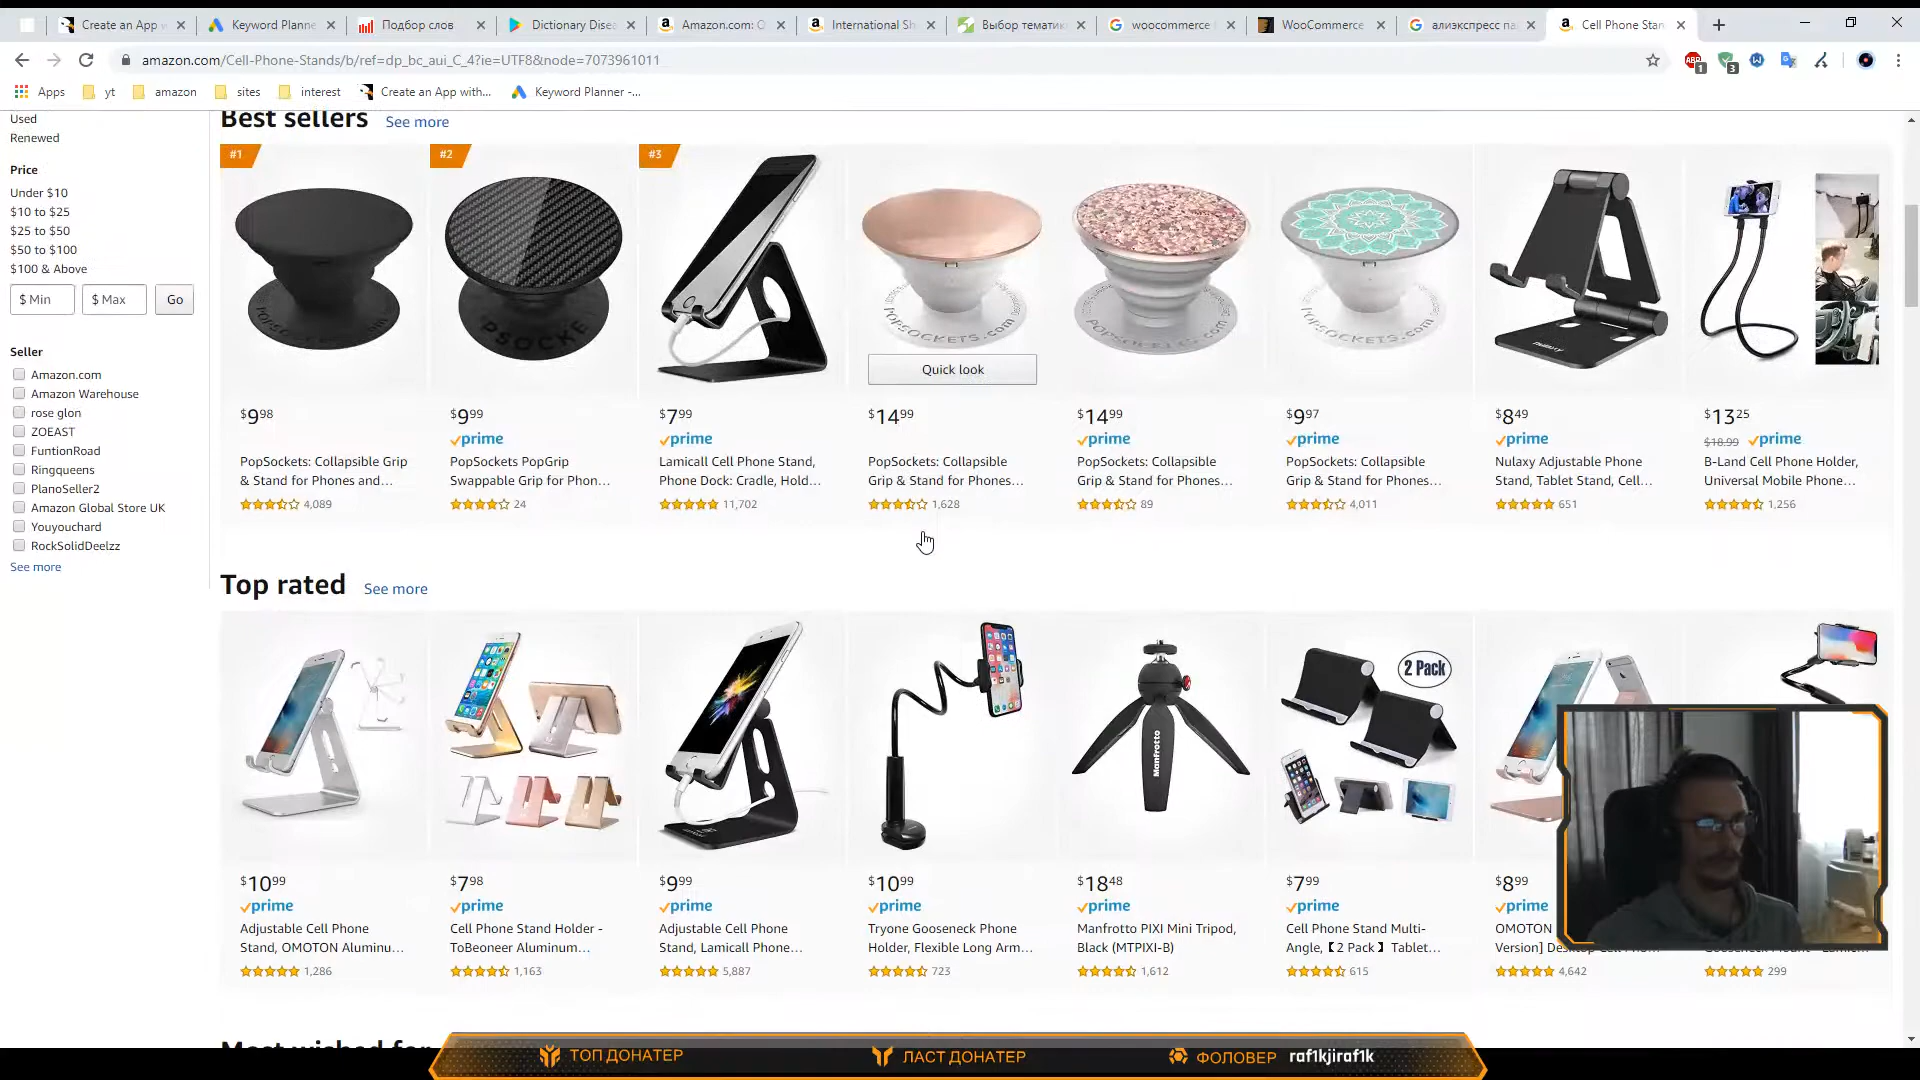 Create an App w
Keyword Planne
Подбор слов
Dictionary Dise
Amazon.com: O
International Sh
Выбор тематик
woocommerce
WooCommerce
алиэкспресс па
Cell Phone Stan
amazon.com/Cell-Phone-Stands/b/ref=dp_bc_aui_C_4?ie=UTF8&node=7073961011
ABP 1 3
Apps yt amazon sites interest Create an App with... Keyword Planner -...
Used
Renewed
Price
Under $10
$10 to $25
$25 to $50
$50 to $100
$100 & Above
$ Min $ Max Go
Seller
Amazon.com
Amazon Warehouse
rose glon
ZOEAST
FuntionRoad
Ringqueens
PlanoSeller2
Amazon Global Store UK
Youyouchard
RockSolidDeelzz
See more
Best sellers See more
#1 #2 #3
Quick look
$9.98
PopSockets: Collapsible Grip
& Stand for Phones and...
4,089
$9.99
prime
PopSockets PopGrip
Swappable Grip for Phon...
24
$7.99
prime
Lamicall Cell Phone Stand,
Phone Dock: Cradle, Hold...
11,702
$14.99
PopSockets: Collapsible
Grip & Stand for Phones...
1,628
$14.99
prime
PopSockets: Collapsible
Grip & Stand for Phones...
89
$9.97
prime
PopSockets: Collapsible
Grip & Stand for Phones...
4,011
$8.49
prime
Nulaxy Adjustable Phone
Stand, Tablet Stand, Cell...
651
$13.25
$18.99 prime
B-Land Cell Phone Holder,
Universal Mobile Phone...
1,256
Top rated See more
Manfrotto
2 Pack
$10.99
prime
Adjustable Cell Phone
Stand, OMOTON Aluminu...
1,286
$7.98
prime
Cell Phone Stand Holder -
ToBeoneer Aluminum...
1,163
$9.99
prime
Adjustable Cell Phone
Stand, Lamicall Phone...
5,887
$10.99
prime
Tryone Gooseneck Phone
Holder, Flexible Long Arm...
723
$18.48
prime
Manfrotto PIXI Mini Tripod,
Black (MTPIXI-B)
1,612
$7.99
prime
Cell Phone Stand Multi-
Angle,【2 Pack】 Tablet...
615
$8.99
prime
OMOTON
Version] Desktop
4,642
299
Most wished for
ТОП ДОНАТЕР
ЛАСТ ДОНАТЕР
ФОЛОВЕР raf1kjiraf1k